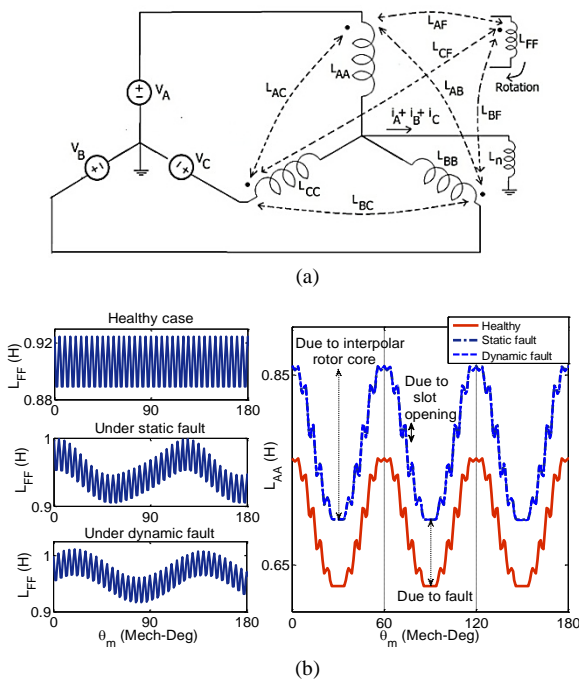 L_AF
L_CF
L_FF
Rotation
L_AC
L_AA
L_AB
L_BF
V_A
V_B
V_C
i_A+ i_B+ i_C
L_n
L_BB
L_CC
L_BC
(a)
Healthy case
L_FF (H)
0.92
0.88
0 90 180
Under static fault
L_FF (H)
1
0.9
0 90 180
Under dynamic fault
L_FF (H)
1
0.9
0 90 180
θ_m (Mech-Deg)
Healthy
Static fault
Dynamic fault
Due to interpolar
rotor core
Due to
slot
opening
Due to fault
L_AA (H)
0.85
0.65
0 60 120 180
θ_m (Mech-Deg)
(b)